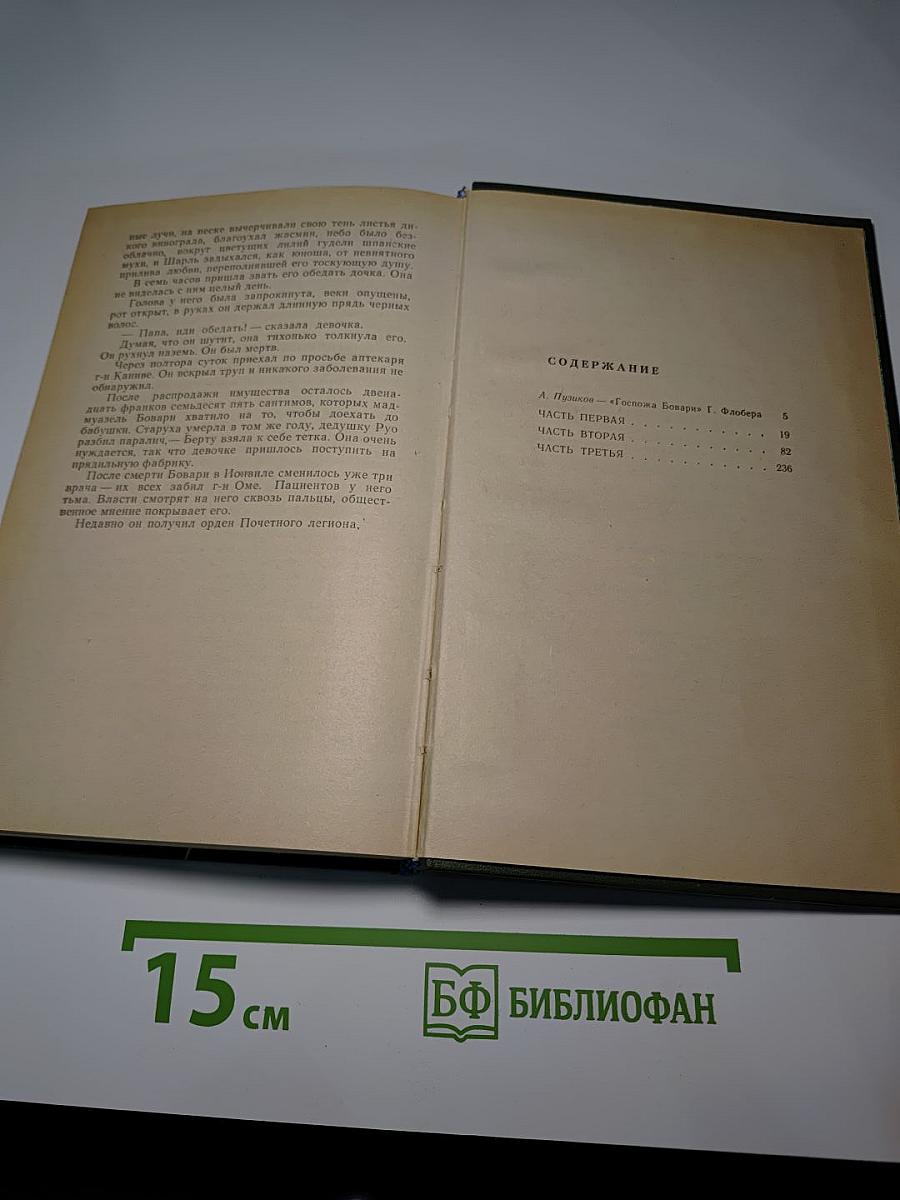 ные лучи, на песке вычерчивали свою тень листья ди-
кого винограда, благоухал жасмин, небо было без-
облачно, вокруг цветущих лилий гудели шпанские
мухи, и Шарль задыхался, как юноша, от невнятного
прилива любви, переполнявшей его тоскующую душу.
В семь часов пришла звать его обедать дочка. Она
не виделась с ним целый день.
Голова у него была запрокинута, веки опущены,
рот открыт, в руках он держал длинную прядь черных
волос.
— Папа, иди обедать! — сказала девочка.
Думая, что он шутит, она тихонько толкнула его.
Он рухнул наземь. Он был мертв.
Через полтора суток приехал по просьбе аптекаря
г-н Каниве. Он вскрыл труп и никакого заболевания не
обнаружил.
После распродажи имущества осталось двена-
дцать франков семьдесят пять сантимов, которых мад-
муазель Бовари хватило на то, чтобы доехать до
бабушки. Старуха умерла в том же году, дедушку Руо
разбил паралич,— Берту взяла к себе тетка. Она очень
нуждается, так что девочке пришлось поступить на
прядильную фабрику.
После смерти Бовари в Ионвиле сменилось уже три
врача — их всех забил г-н Оме. Пациентов у него
тьма. Власти смотрят на него сквозь пальцы, общест-
венное мнение покрывает его.
Недавно он получил орден Почетного легиона.
СОДЕРЖАНИЕ
А. Пузиков — «Госпожа Бовари» Г. Флобера 5
ЧАСТЬ ПЕРВАЯ . . . . . . . . . . . 19
ЧАСТЬ ВТОРАЯ . . . . . . . . . . . 82
ЧАСТЬ ТРЕТЬЯ . . . . . . . . . . . 236
15 см
БФ БИБЛИОФАН